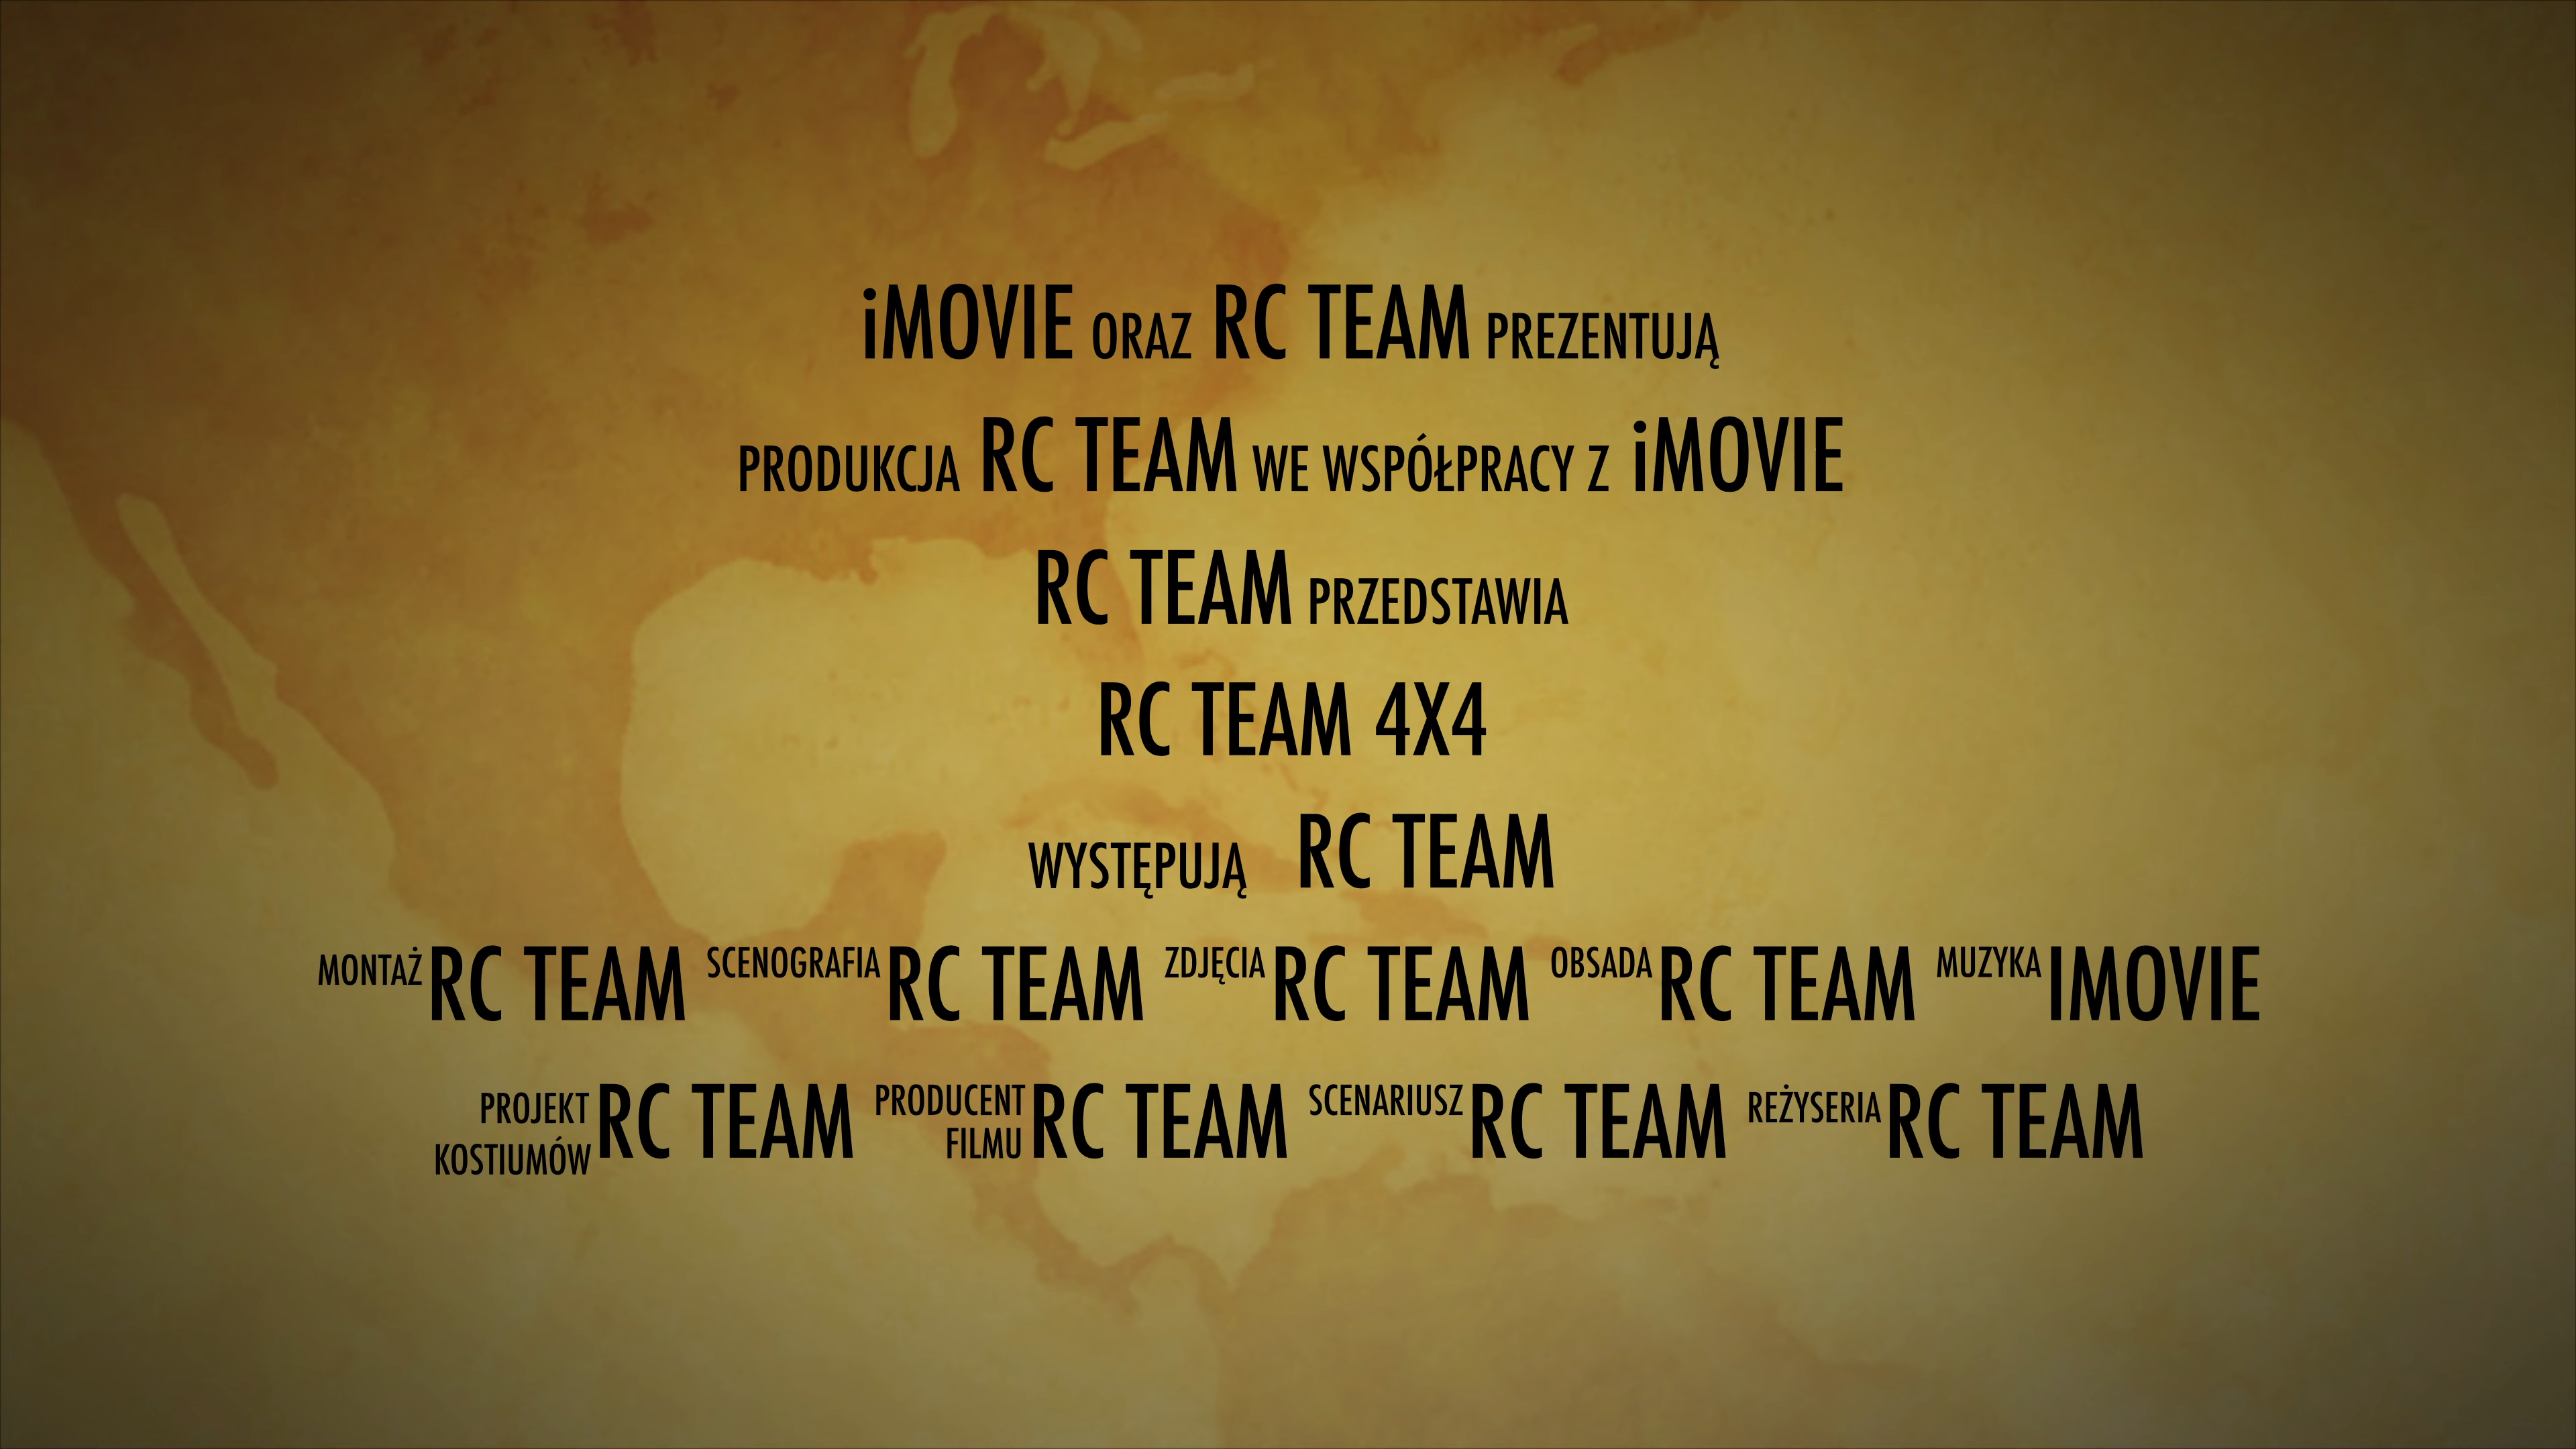 iMOVIE ORAZ RC TEAM PREZENTUJĄ
PRODUKCJA RC TEAM WE WSPÓŁPRACY Z iMOVIE
RC TEAM PRZEDSTAWIA
RC TEAM 4X4
WYSTĘPUJĄ RC TEAM
MONTAŻ RC TEAM SCENOGRAFIA RC TEAM ZDJĘCIA RC TEAM OBSADA RC TEAM MUZYKA IMOVIE
PROJEKT KOSTIUMÓW RC TEAM PRODUCENT FILMU RC TEAM SCENARIUSZ RC TEAM REŻYSERIA RC TEAM